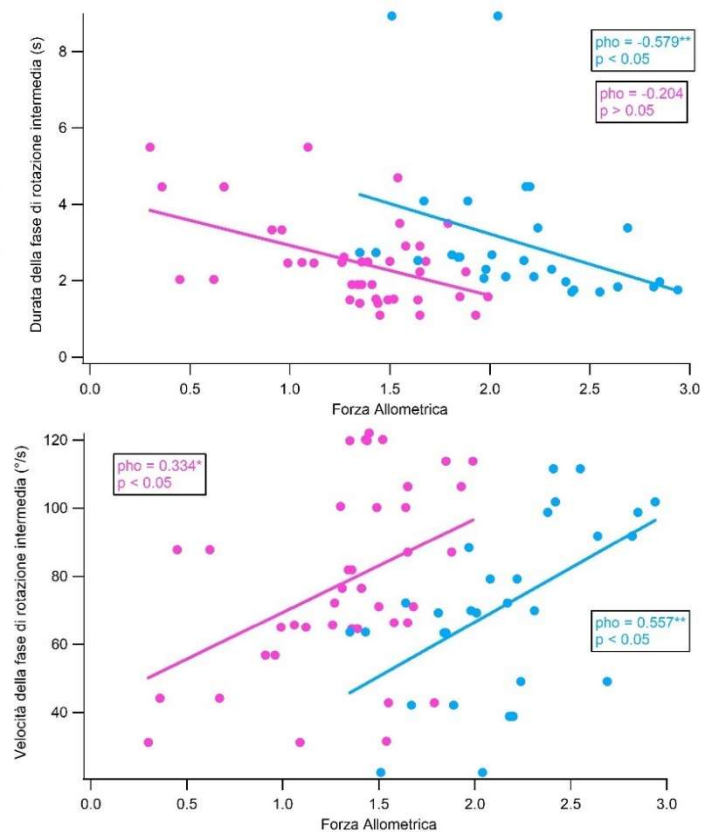 Durata della fase di rotazione intermedia (s)
8
6
4
2
0
pho = -0.579**
p < 0.05
pho = -0.204
p > 0.05
0.0 0.5 1.0 1.5 2.0 2.5 3.0
Forza Allometrica
Velocità della fase di rotazione intermedia (°/s)
120
100
80
60
40
pho = 0.334*
p < 0.05
pho = 0.557**
p < 0.05
0.0 0.5 1.0 1.5 2.0 2.5 3.0
Forza Allometrica